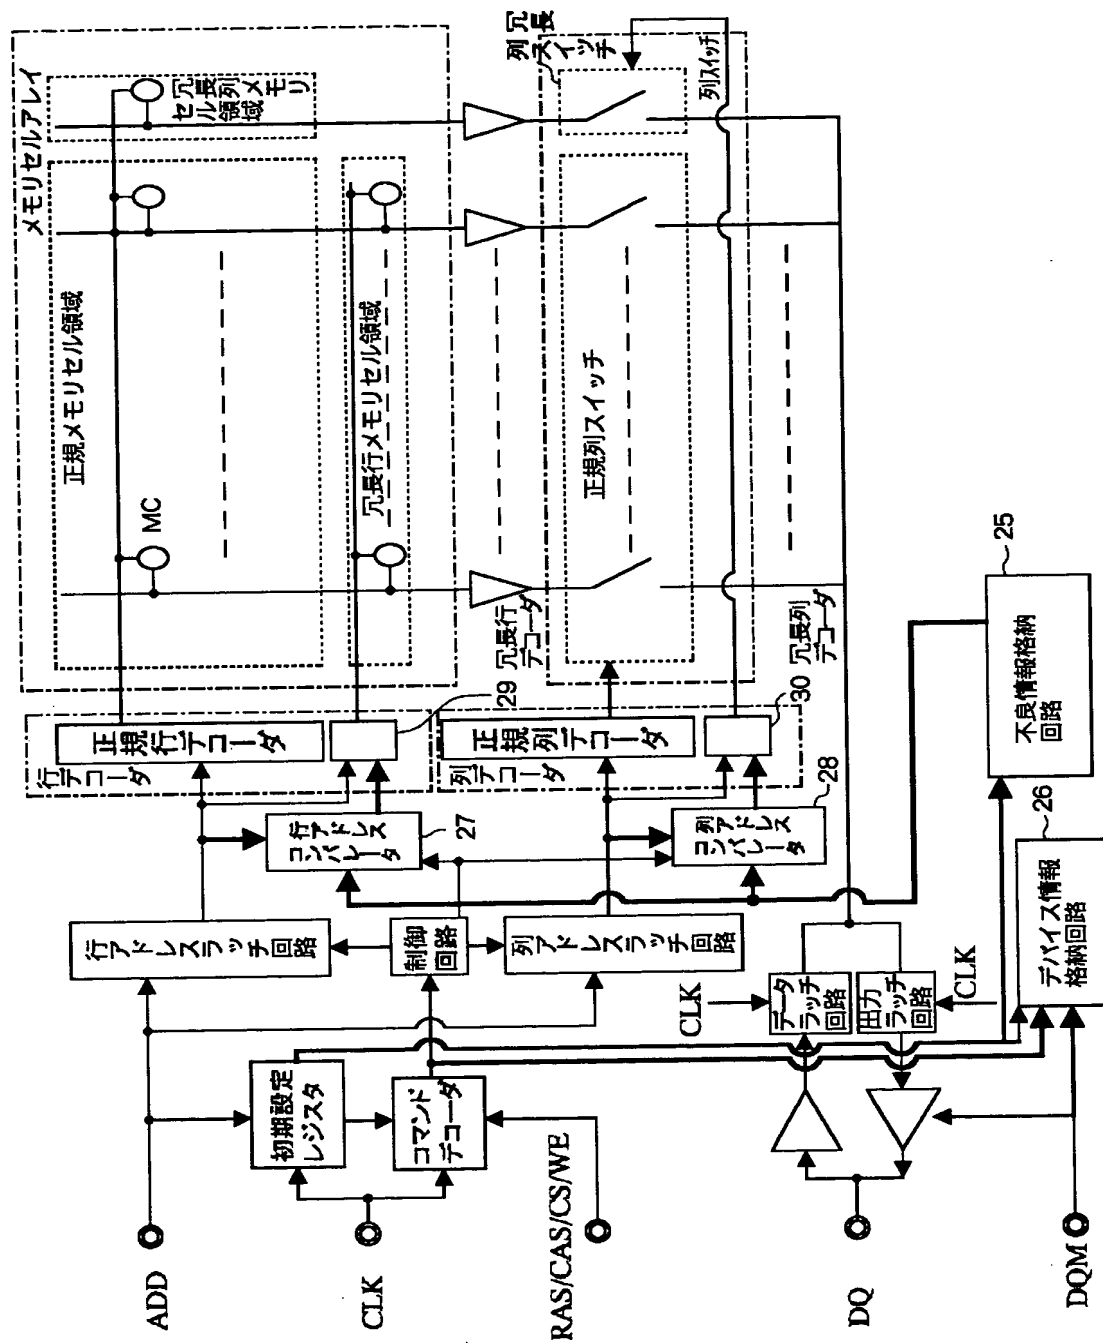 ADD
CLK
RAS/CAS/CS/WE
DQ
DQM
初期設定
レジスタ
コマンド
デコーダ
行アドレスラッチ回路
制御
回路
列アドレスラッチ回路
CLK
データ
ラッチ
回路
出力
ラッチ
回路
CLK
デバイス情報
格納回路
26
不良情報格納
回路
25
行アドレス
コンパレータ
27
列アドレス
コンパレータ
28
行デコーダ
正規行デコーダ
29
冗長行
デコーダ
列デコーダ
正規列デコーダ
30
冗長列
デコーダ
メモリセルアレイ
正規メモリセル領域
MC
冗長行メモリセル領域
冗長列メモリ
セル領域
正規列スイッチ
冗長
列スイッチ
列スイッチ